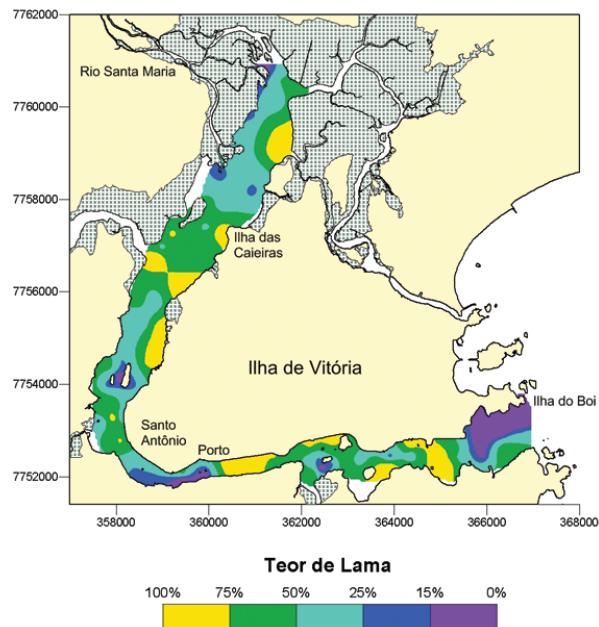 7762000
Rio Santa Maria
7760000
7758000
Ilha das
Caieiras
7756000
Ilha de Vitória
7754000
Ilha do Boi
Santo
Antônio
Porto
7752000
358000 360000 362000 364000 366000 368000
Teor de Lama
100% 75% 50% 25% 15% 0%